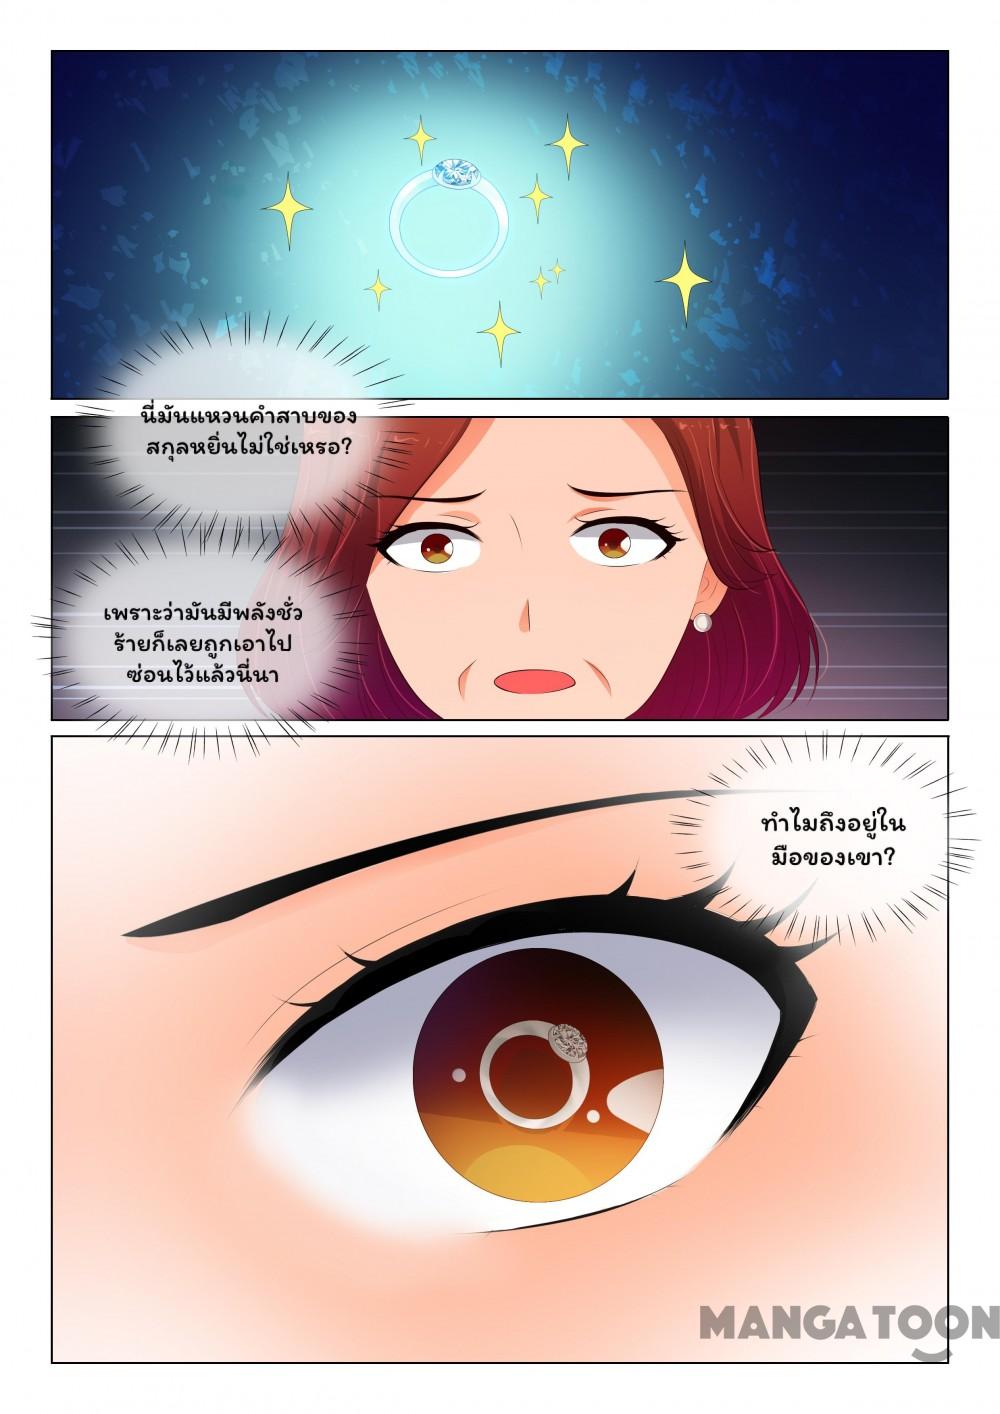 นี่มันแหวนคำสาบของ
สกุลหยิ่นไม่ใช่เหรอ?
เพราะว่ามันมีพลังชั่ว
ร้ายก็เลยถูกเอาไป
ซ่อนไว้แล้วนี่นา
ทำไมถึงอยู่ใน
มือของเขา?
MANGATOON